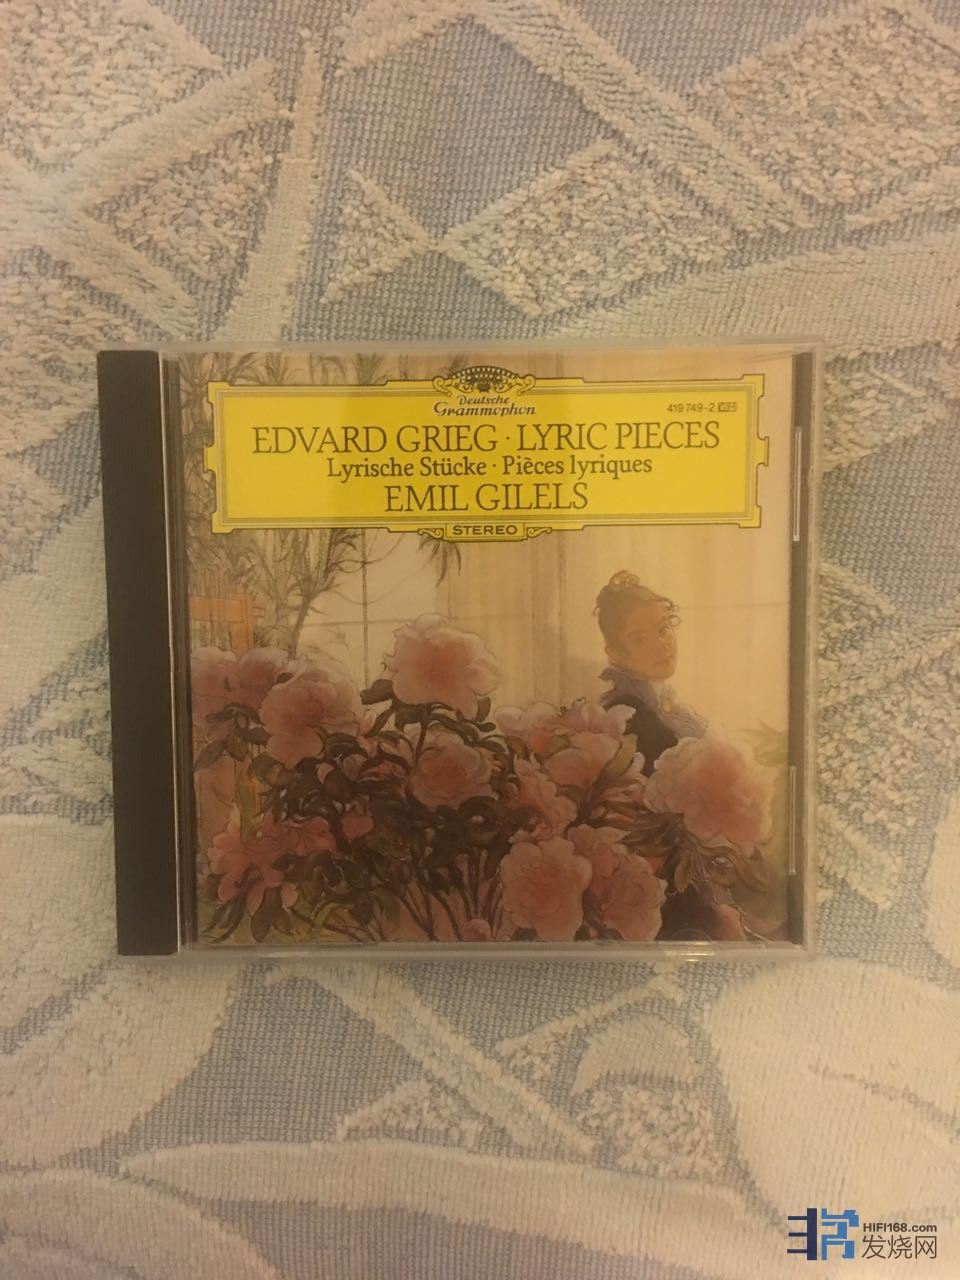 Deutsche
Grammophon
419 749-2 GH
EDVARD GRIEG · LYRIC PIECES
Lyrische Stücke · Pièces lyriques
EMIL GILELS
STEREO
HIFI168.com
发烧网